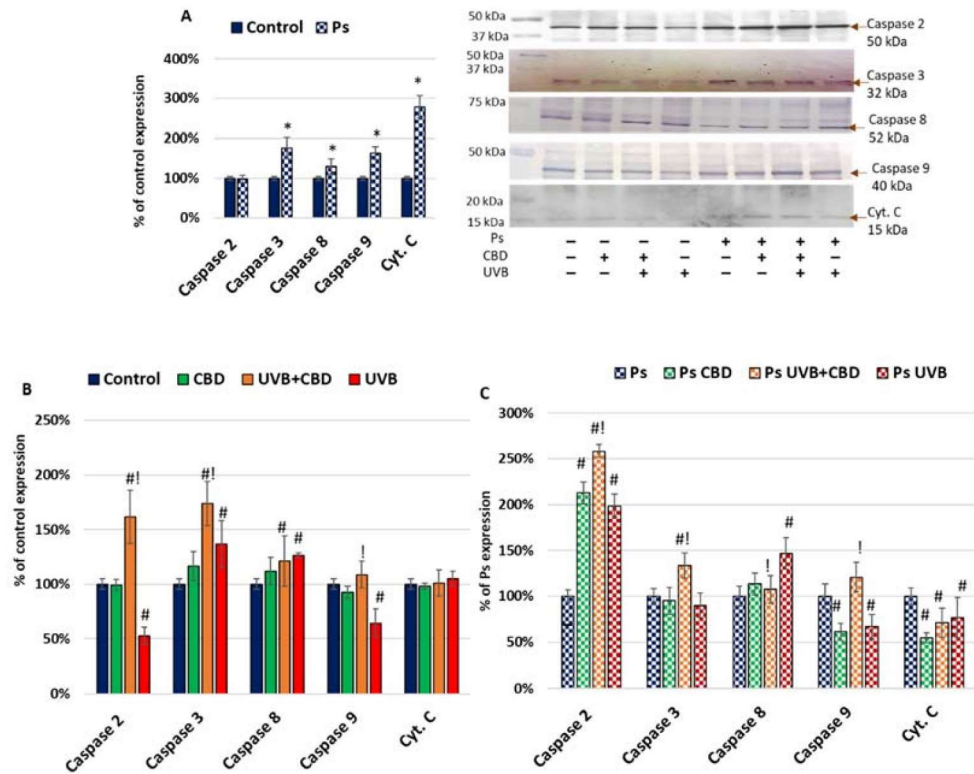 A
Control Ps
% of control expression
400%
300%
200%
100%
0%
* * * *
Caspase 2 Caspase 3 Caspase 8 Caspase 9 Cyt. C
50 kDa
37 kDa
Caspase 2
50 kDa
50 kDa
37 kDa
Caspase 3
32 kDa
75 kDa
Caspase 8
52 kDa
50 kDa
Caspase 9
40 kDa
20 kDa
15 kDa
Cyt. C
15 kDa
Ps – – – – + + + +
CBD – + + – – + + –
UVB – – + + – – + +
B
Control CBD UVB+CBD UVB
% of control expression
250%
200%
150%
100%
50%
0%
#! # #! # # # ! #
Caspase 2 Caspase 3 Caspase 8 Caspase 9 Cyt. C
C
Ps Ps CBD Ps UVB+CBD Ps UVB
% of Ps expression
300%
250%
200%
150%
100%
50%
0%
# #! # #! ! # # ! # # # #
Caspase 2 Caspase 3 Caspase 8 Caspase 9 Cyt. C